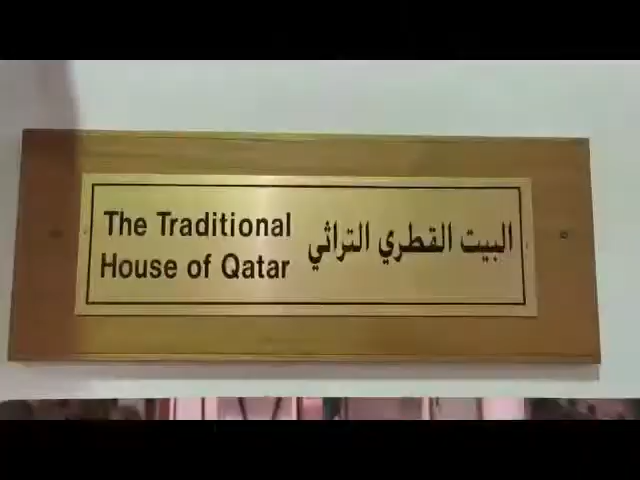 The Traditional
House of Qatar
البيت القطري التراثي